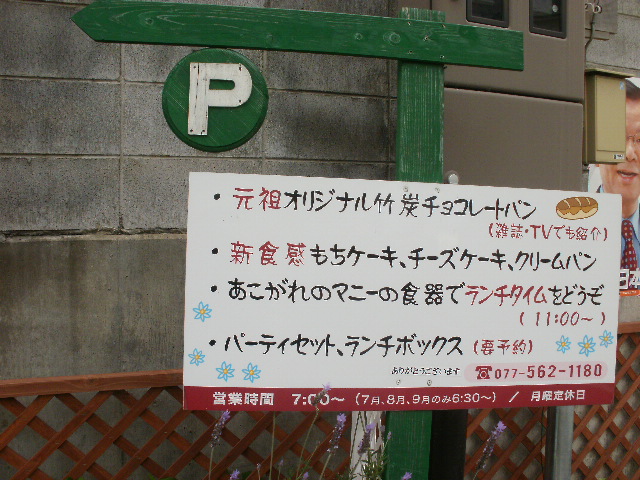 P
・元祖オリジナル竹炭チョコレートパン
(雑誌・TVでも紹介)
・新食感もちケーキ、チーズケーキ、クリームパン
・あこがれのマニーの食器でランチタイムをどうぞ
(11:00〜)
・パーティセット、ランチボックス(要予約)
ありがとうございます
☎077-562-1180
営業時間 7:00〜(7月、8月、9月のみ6:30〜) / 月曜定休日